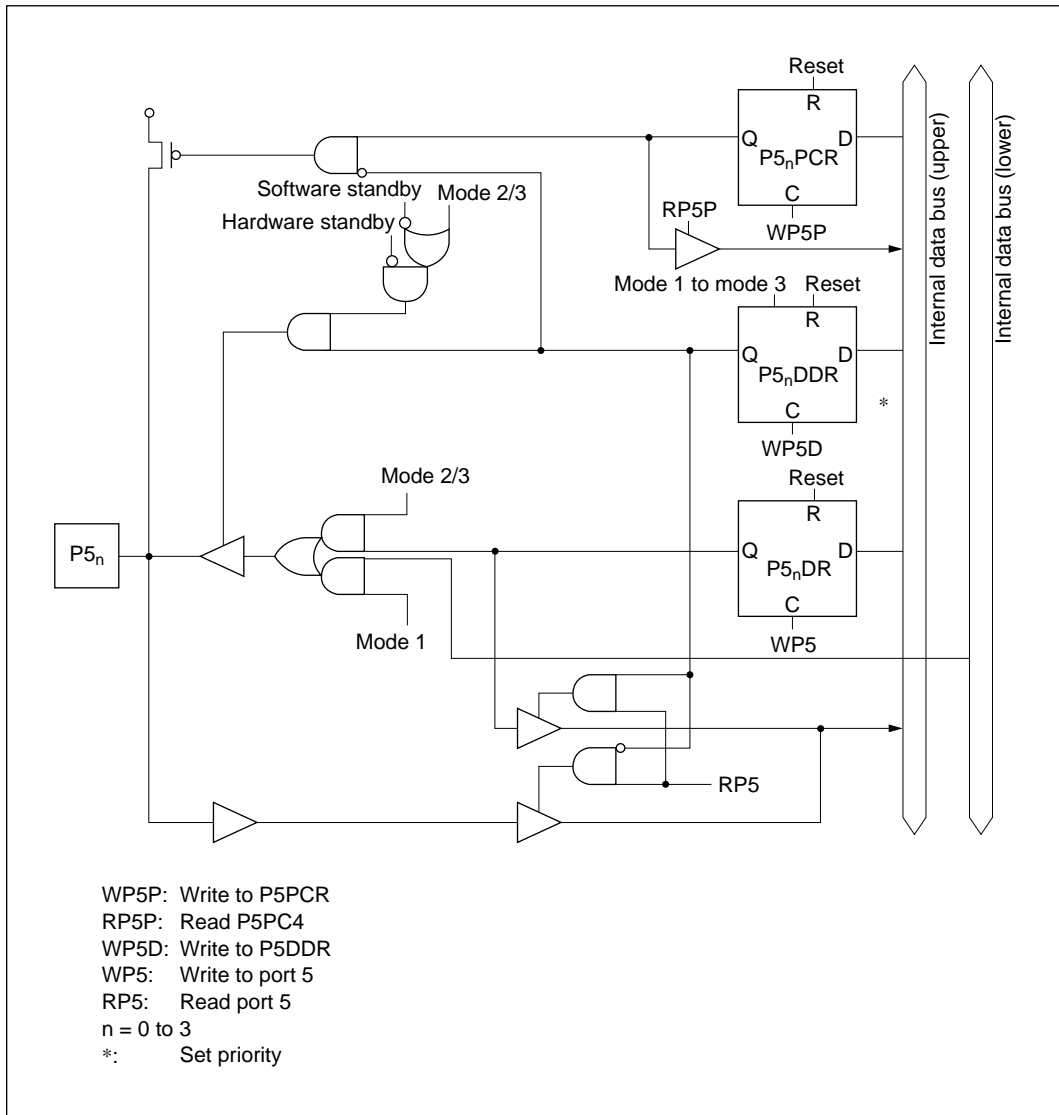 Reset
R
Q P5nPCR D
C
WP5P
Software standby
Mode 2/3
Hardware standby
RP5P
Mode 1 to mode 3
Reset
R
Q P5nDDR D
C
*
WP5D
Mode 2/3
Reset
R
Q P5nDR D
C
WP5
P5n
Mode 1
RP5
Internal data bus (upper)
Internal data bus (lower)
WP5P: Write to P5PCR
RP5P: Read P5PC4
WP5D: Write to P5DDR
WP5: Write to port 5
RP5: Read port 5
n = 0 to 3
*: Set priority